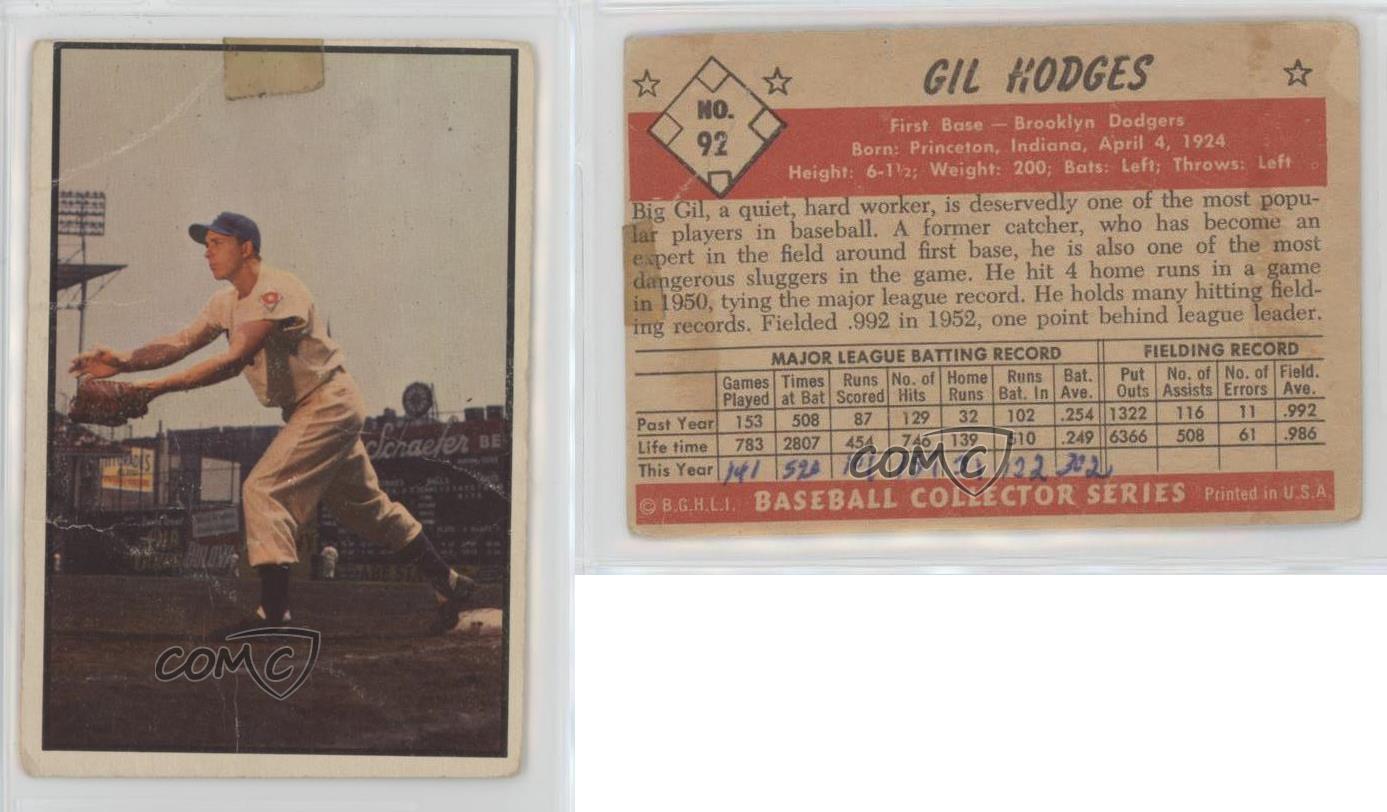 Schaefer BE
BULOVA
ABE STA
COMC
GIL HODGES
NO.
92
First Base — Brooklyn Dodgers
Born: Princeton, Indiana, April 4, 1924
Height: 6-1½; Weight: 200; Bats: Left; Throws: Left
Big Gil, a quiet, hard worker, is deservedly one of the most popu-
lar players in baseball. A former catcher, who has become an
expert in the field around first base, he is also one of the most
dangerous sluggers in the game. He hit 4 home runs in a game
in 1950, tying the major league record. He holds many hitting field-
ing records. Fielded .992 in 1952, one point behind league leader.
MAJOR LEAGUE BATTING RECORD FIELDING RECORD
Games Times Runs No. of Home Runs Bat. Put No. of No. of Field.
Played at Bat Scored Hits Runs Bat. In Ave. Outs Assists Errors Ave.
Past Year 153 508 87 129 32 102 .254 1322 116 11 .992
Life time 783 2807 454 746 139 510 .249 6366 508 61 .986
This Year 141 520 122 302
COMC
© B.G.H.L.I. BASEBALL COLLECTOR SERIES Printed in U.S.A.